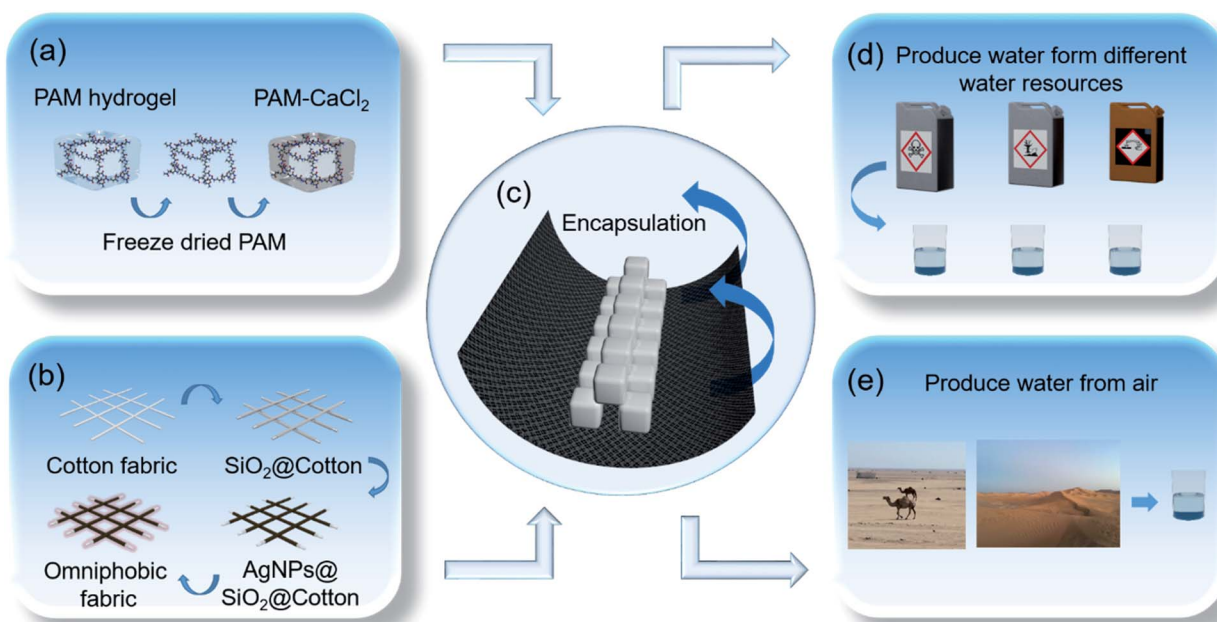 (a)
PAM hydrogel
PAM-CaCl₂
Freeze dried PAM
(b)
Cotton fabric
SiO₂@Cotton
Omniphobic
fabric
AgNPs@
SiO₂@Cotton
(c)
Encapsulation
(d)
Produce water form different
water resources
(e)
Produce water from air